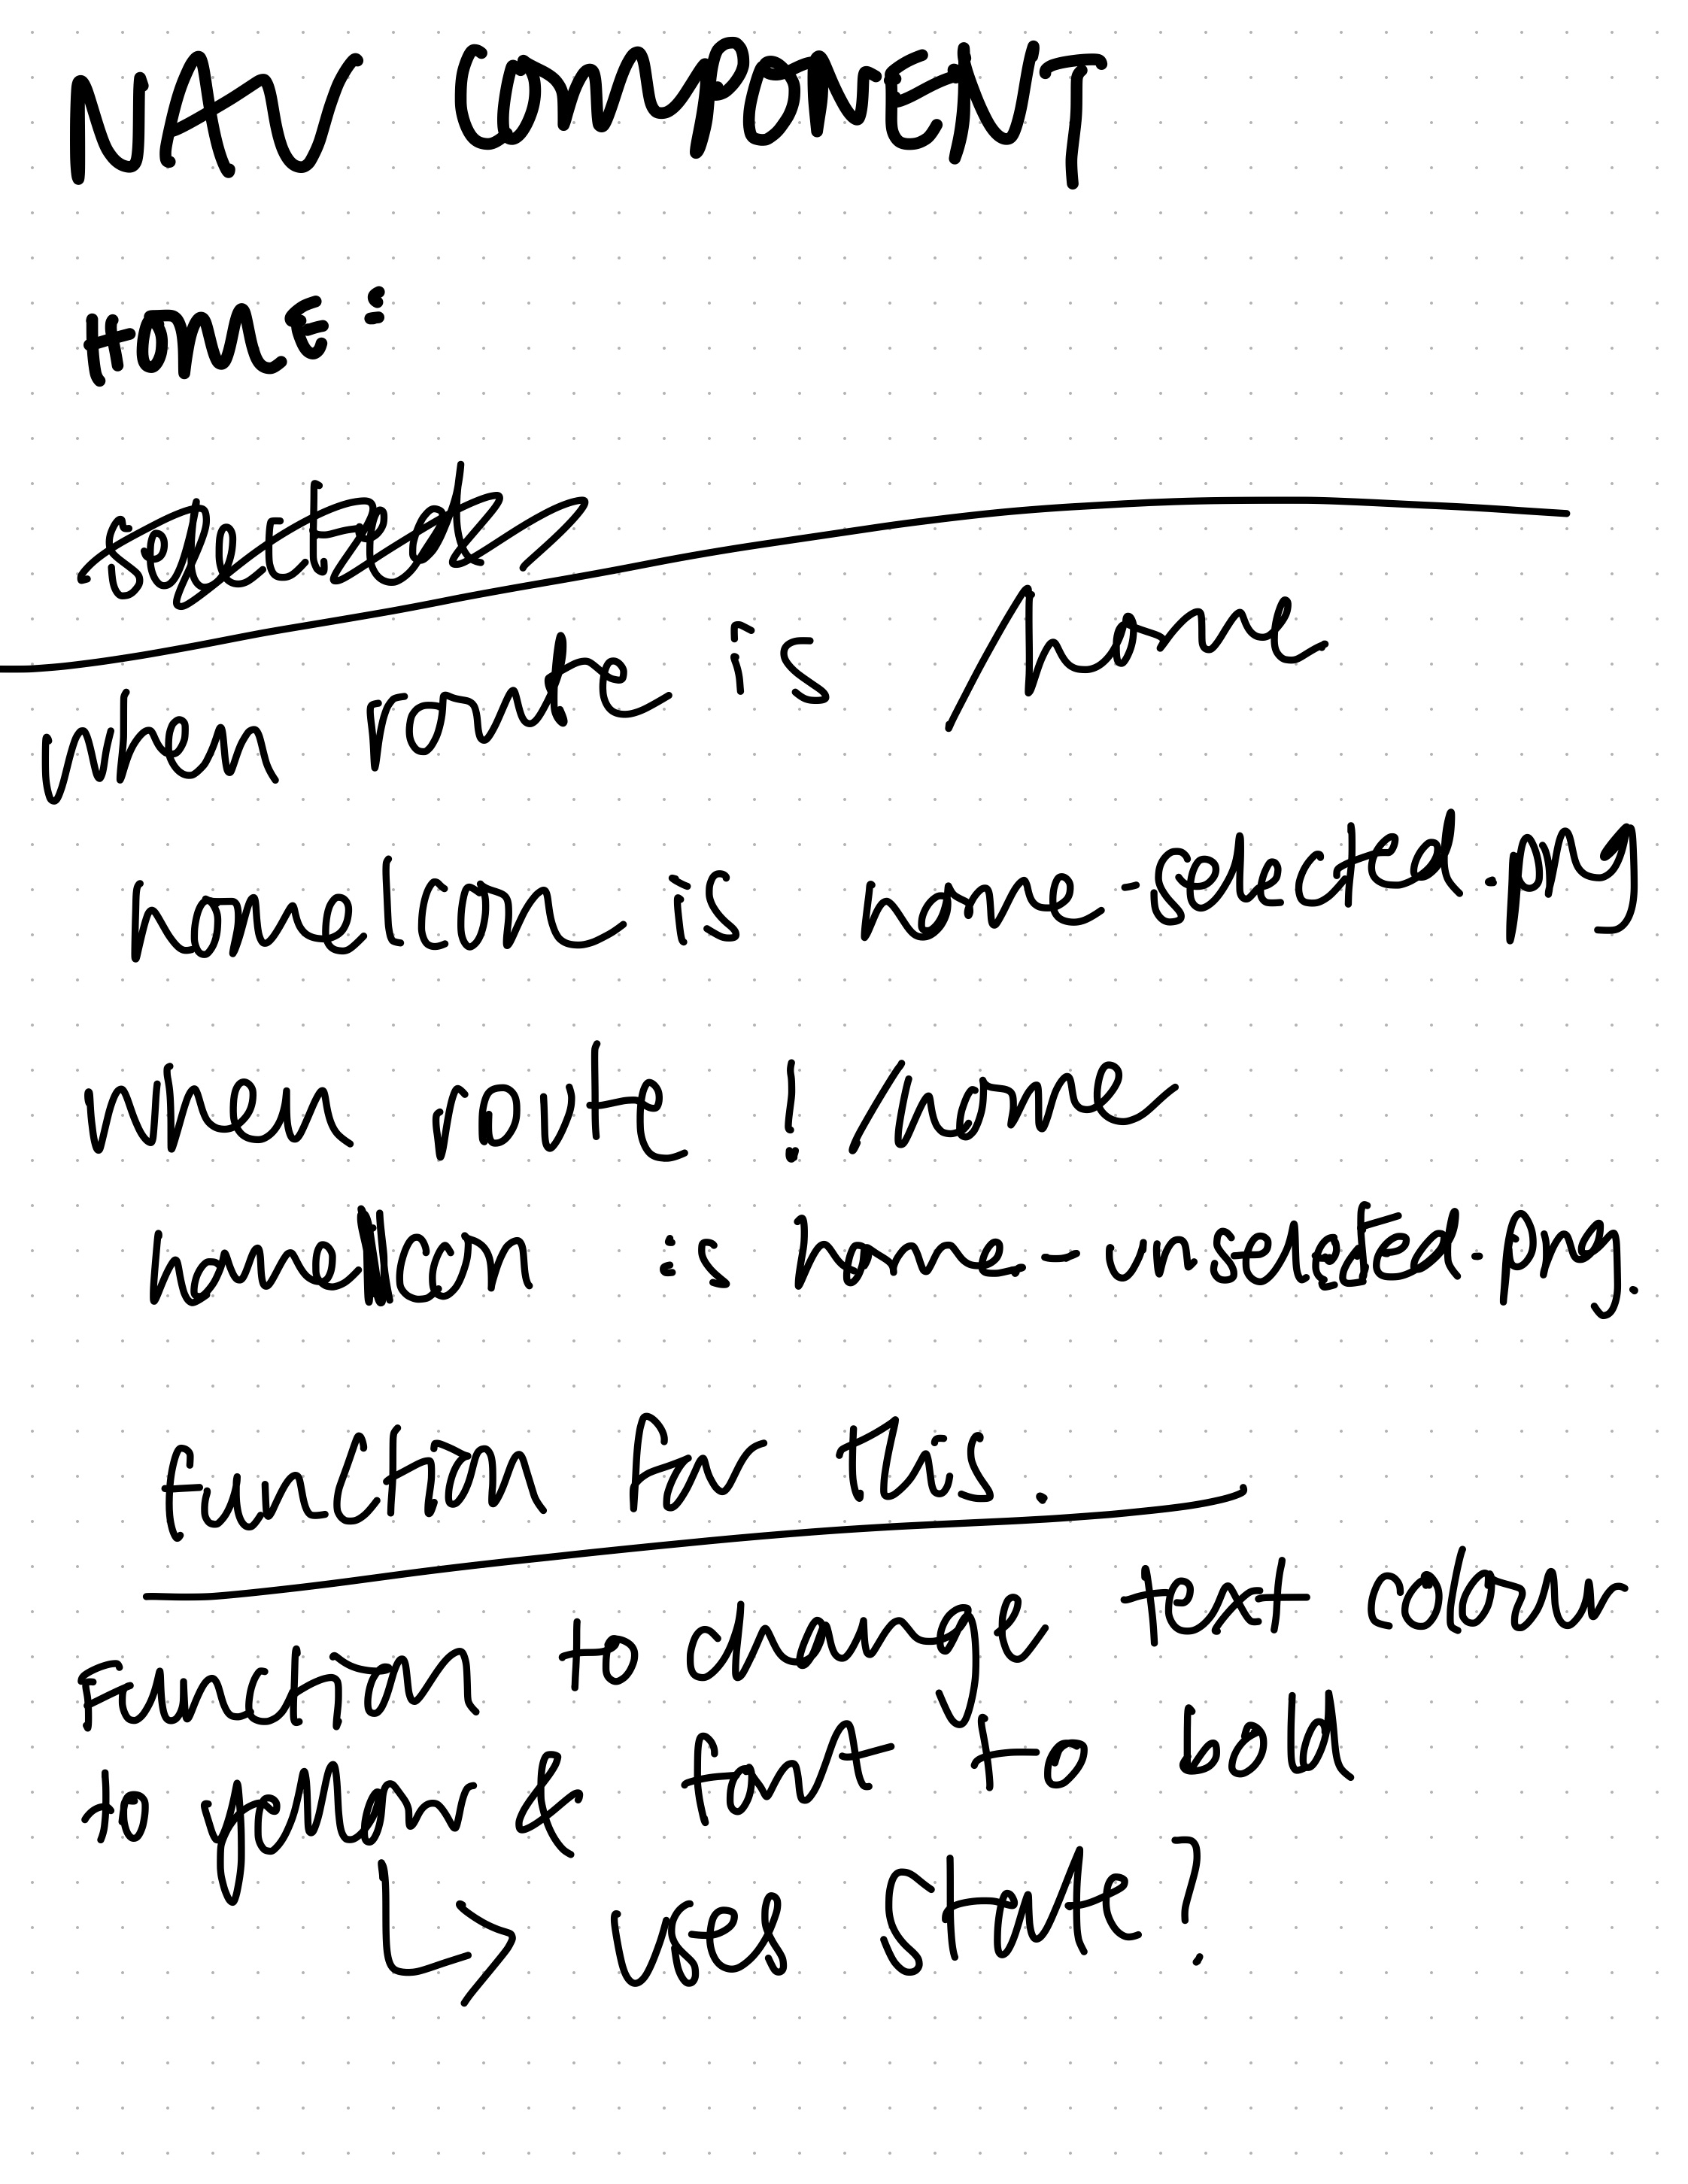 NAV COMPONENT
HOME:
selected
when route is /home
homeIcon is home-selected.png
when route ! /home
homeIcon is home-unselected.png.
function for this.
Function to change text colour
to yellow & font to bold
uses state?